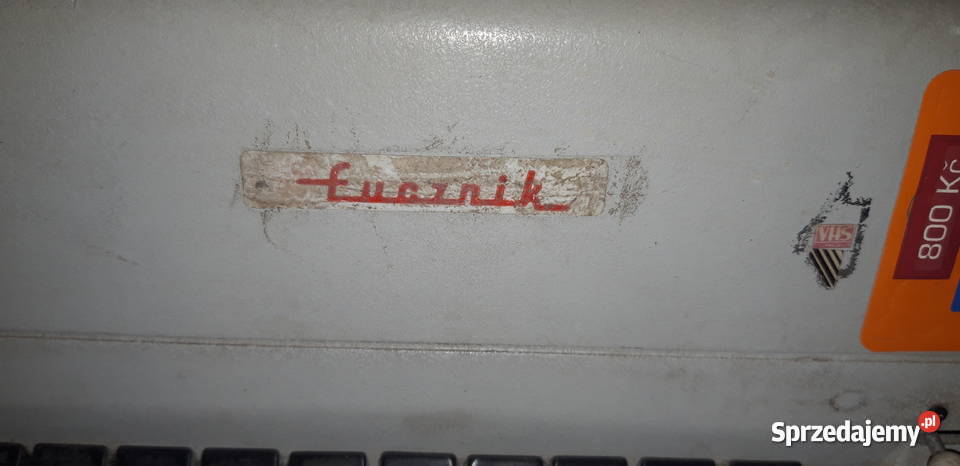 Łucznik
VHS
800 Kč
Sprzedajemy.pl